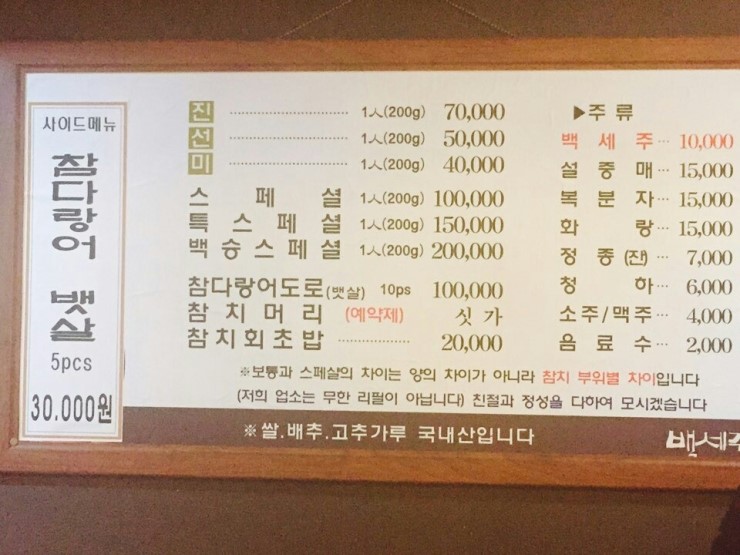 사이드메뉴
참다랑어 뱃살
5pcs
30.000원
진 ························ 1人(200g) 70,000
선 ························ 1人(200g) 50,000
미 ························ 1人(200g) 40,000
스 페 셜 1人(200g) 100,000
특 스 페 셜 1人(200g) 150,000
백 승 스 페 셜 1人(200g) 200,000
참다랑어도로(뱃살) 10ps 100,000
참 치 머 리 (예약제) 싯 가
참 치 회 초 밥 ··············· 20,000
▶주 류
백 세 주 ··· 10,000
설 중 매 ··· 15,000
복 분 자 ··· 15,000
화 랑 ··· 15,000
정 종 (잔) ··· 7,000
청 하 ··· 6,000
소주/맥주 ··· 4,000
음 료 수 ··· 2,000
※보통과 스페샬의 차이는 양의 차이가 아니라 참치 부위별 차이입니다
(저희 업소는 무한 리필이 아닙니다) 친절과 정성을 다하여 모시겠습니다
※쌀.배추.고추가루 국내산입니다
백세주